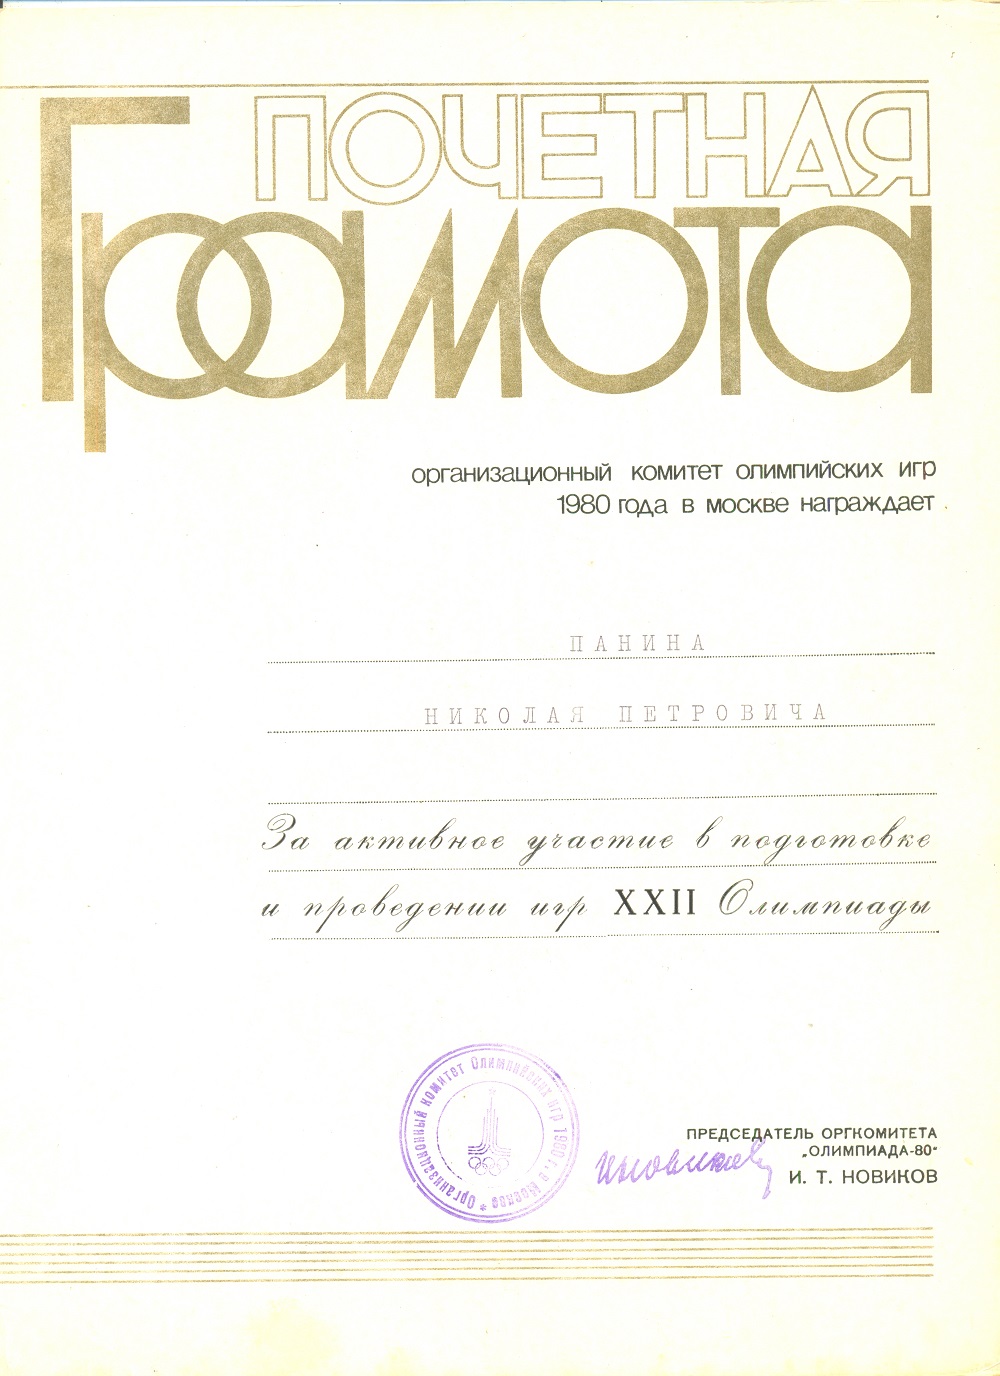 ПОЧЕТНАЯ
Грамота
организационный комитет олимпийских игр
1980 года в москве награждает
ПАНИНА
НИКОЛАЯ ПЕТРОВИЧА
За активное участие в подготовке
и проведении игр XXII Олимпиады
Организационный комитет Олимпийских игр 1980 г. в Москве *
ПРЕДСЕДАТЕЛЬ ОРГКОМИТЕТА
„ОЛИМПИАДА-80“
И. Т. НОВИКОВ